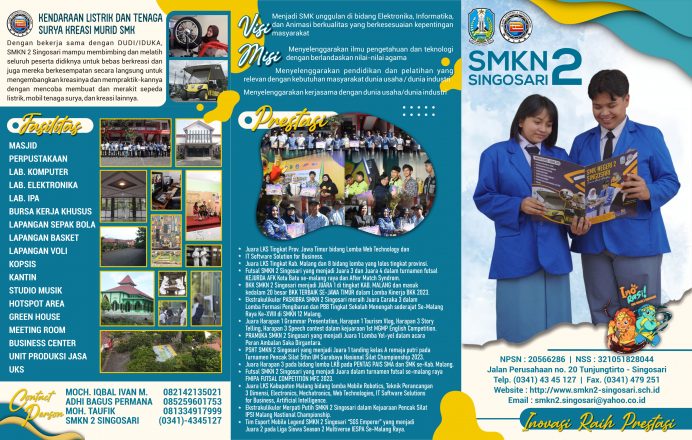 KENDARAAN LISTRIK DAN TENAGA
SURYA KREASI MURID SMK
Dengan bekerja sama dengan DUDI/IDUKA,
SMKN 2 Singosari mampu membimbing dan melatih
seluruh peserta didiknya untuk bebas berkreasi dan
juga mereka berkesempatan secara langsung untuk
mengembangkan kreasinya dan mempraktik-kannya
dengan mencoba membuat dan merakit sepeda
listrik, mobil tenaga surya, dan kreasi lainnya.
Fasilitas
MASJID
PERPUSTAKAAN
LAB. KOMPUTER
LAB. ELEKTRONIKA
LAB. IPA
BURSA KERJA KHUSUS
LAPANGAN SEPAK BOLA
LAPANGAN BASKET
LAPANGAN VOLI
KOPSIS
KANTIN
STUDIO MUSIK
HOTSPOT AREA
GREEN HOUSE
MEETING ROOM
BUSINESS CENTER
UNIT PRODUKSI JASA
UKS
Contact
Person
MOCH. IQBAL IVAN M. 082142135021
ADHI BAGUS PERMANA 085259601753
MOH. TAUFIK 081334917999
SMKN 2 SINGOSARI (0341)-4345127
Visi
Menjadi SMK unggulan di bidang Elektronika, Informatika,
dan Animasi berkualitas yang berkesesuaian kepentingan
masyarakat
Misi
Menyelenggarakan ilmu pengetahuan dan teknologi
dengan berlandaskan nilai-nilai agama
Menyelenggarakan pendidikan dan pelatihan yang
relevan dengan kebutuhan masyarakat dunia usaha / dunia industri
Menyelenggarakan kerjasama dengan dunia usaha/dunia industri
Prestasi
Juara LKS Tingkat Prov. Jawa Timur bidang Lomba Web Technology dan
IT Software Solution for Business.
Juara LKS Tingkat Kab. Malang dan 8 bidang lomba yang lolos tingkat provinsi.
Futsal SMKN 2 Singosari yang menjadi Juara 3 dan Juara 4 dalam turnamen futsal
KEJURDA AFK Kota Batu se-malang raya dan After Match Syndrom.
BKK SMKN 2 Singosari menjadi JUARA 1 di tingkat KAB. MALANG dan masuk
kedalam 20 besar BKK TERBAIK SE-JAWA TIMUR dalam Lomba Kinerja BKK 2023.
Ekstrakulikuler PASKIBRA SMKN 2 Singosari meraih Juara Caraka 3 dalam
Lomba Formasi Pengibaran dan PBB Tingkat Sekolah Menengah sederajat Se-Malang
Raya Ke-XVIII di SMKN 12 Malang.
Juara Harapan 1 Grammar Presentation, Harapan 1 Tourism Vlog, Harapan 3 Story
Telling, Harapan 3 Speech contest dalam kejuaraan 1st MGMP English Competition.
PRAMUKA SMKN 2 Singosari yang menjadi Juara 1 Lomba Yel-yel dalam acara
Peran Ambalan Saka Dirgantara
PSHT SMKN 2 Singosari yang menjadi Juara 1 tanding kelas A remaja putri pada
Turnamen Pencak Silat 5thn UM Surabaya Nasional Silat Championship 2023.
Juara Harapan 3 pada bidang lomba LKB pada PENTAS PAIS SMA dan SMK se-Kab. Malang.
Futsal SMKN 2 Singosari yang menjadi Juara dalam turnamen futsal se-malang raya
FMIPA FUTSAL COMPETITION MFC 2023.
Juara LKS Kabupaten Malang bidang lomba Mobile Robotics, Teknik Perancangan
3 Dimensi, Electronics, Mechatronics, Web Technologies, IT Software Solutions
for Business, Artificial Intelligence.
Ekstrakulikuler Merpati Putih SMKN 2 Singosari dalam Kejuaraan Pencak Silat
IPSI Malang National Championship.
Tim Esport Mobile Legend SMKN 2 Singosari "SGS Emperor" yang menjadi
Juara 2 pada Liga Siswa Season 2 Multiverse IESPA Se-Malang Raya.
SMKN 2
SINGOSARI
SMK NEGERI 2
SINGOSARI
NPSN : 20566286 | NSS : 321051828044
Jalan Perusahaan no. 20 Tunjungtirto - Singosari
Telp. (0341) 43 45 127 | Fax. (0341) 479 251
Website : http://www.smkn2-singosari.sch.id
Email : smkn2.singosari@yahoo.co.id
Inovasi Raih Prestasi